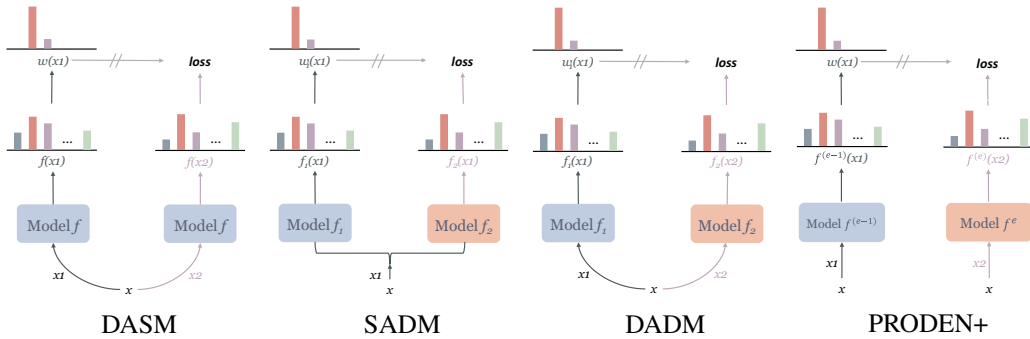 w(x1) loss
...
...
f(x1) f(x2)
Model f Model f
x1 x2
x
DASM
w₁(x1) loss
...
...
f₁(x1) f₂(x1)
Model f₁ Model f₂
x1
x
SADM
w₁(x1) loss
...
...
f₁(x1) f₂(x2)
Model f₁ Model f₂
x1 x2
x
DADM
w(x1) loss
...
...
f⁽ᵉ⁻¹⁾(x1) f⁽ᵉ⁾(x2)
Model f⁽ᵉ⁻¹⁾ Model fᵉ
x1 x2
x x
PRODEN+